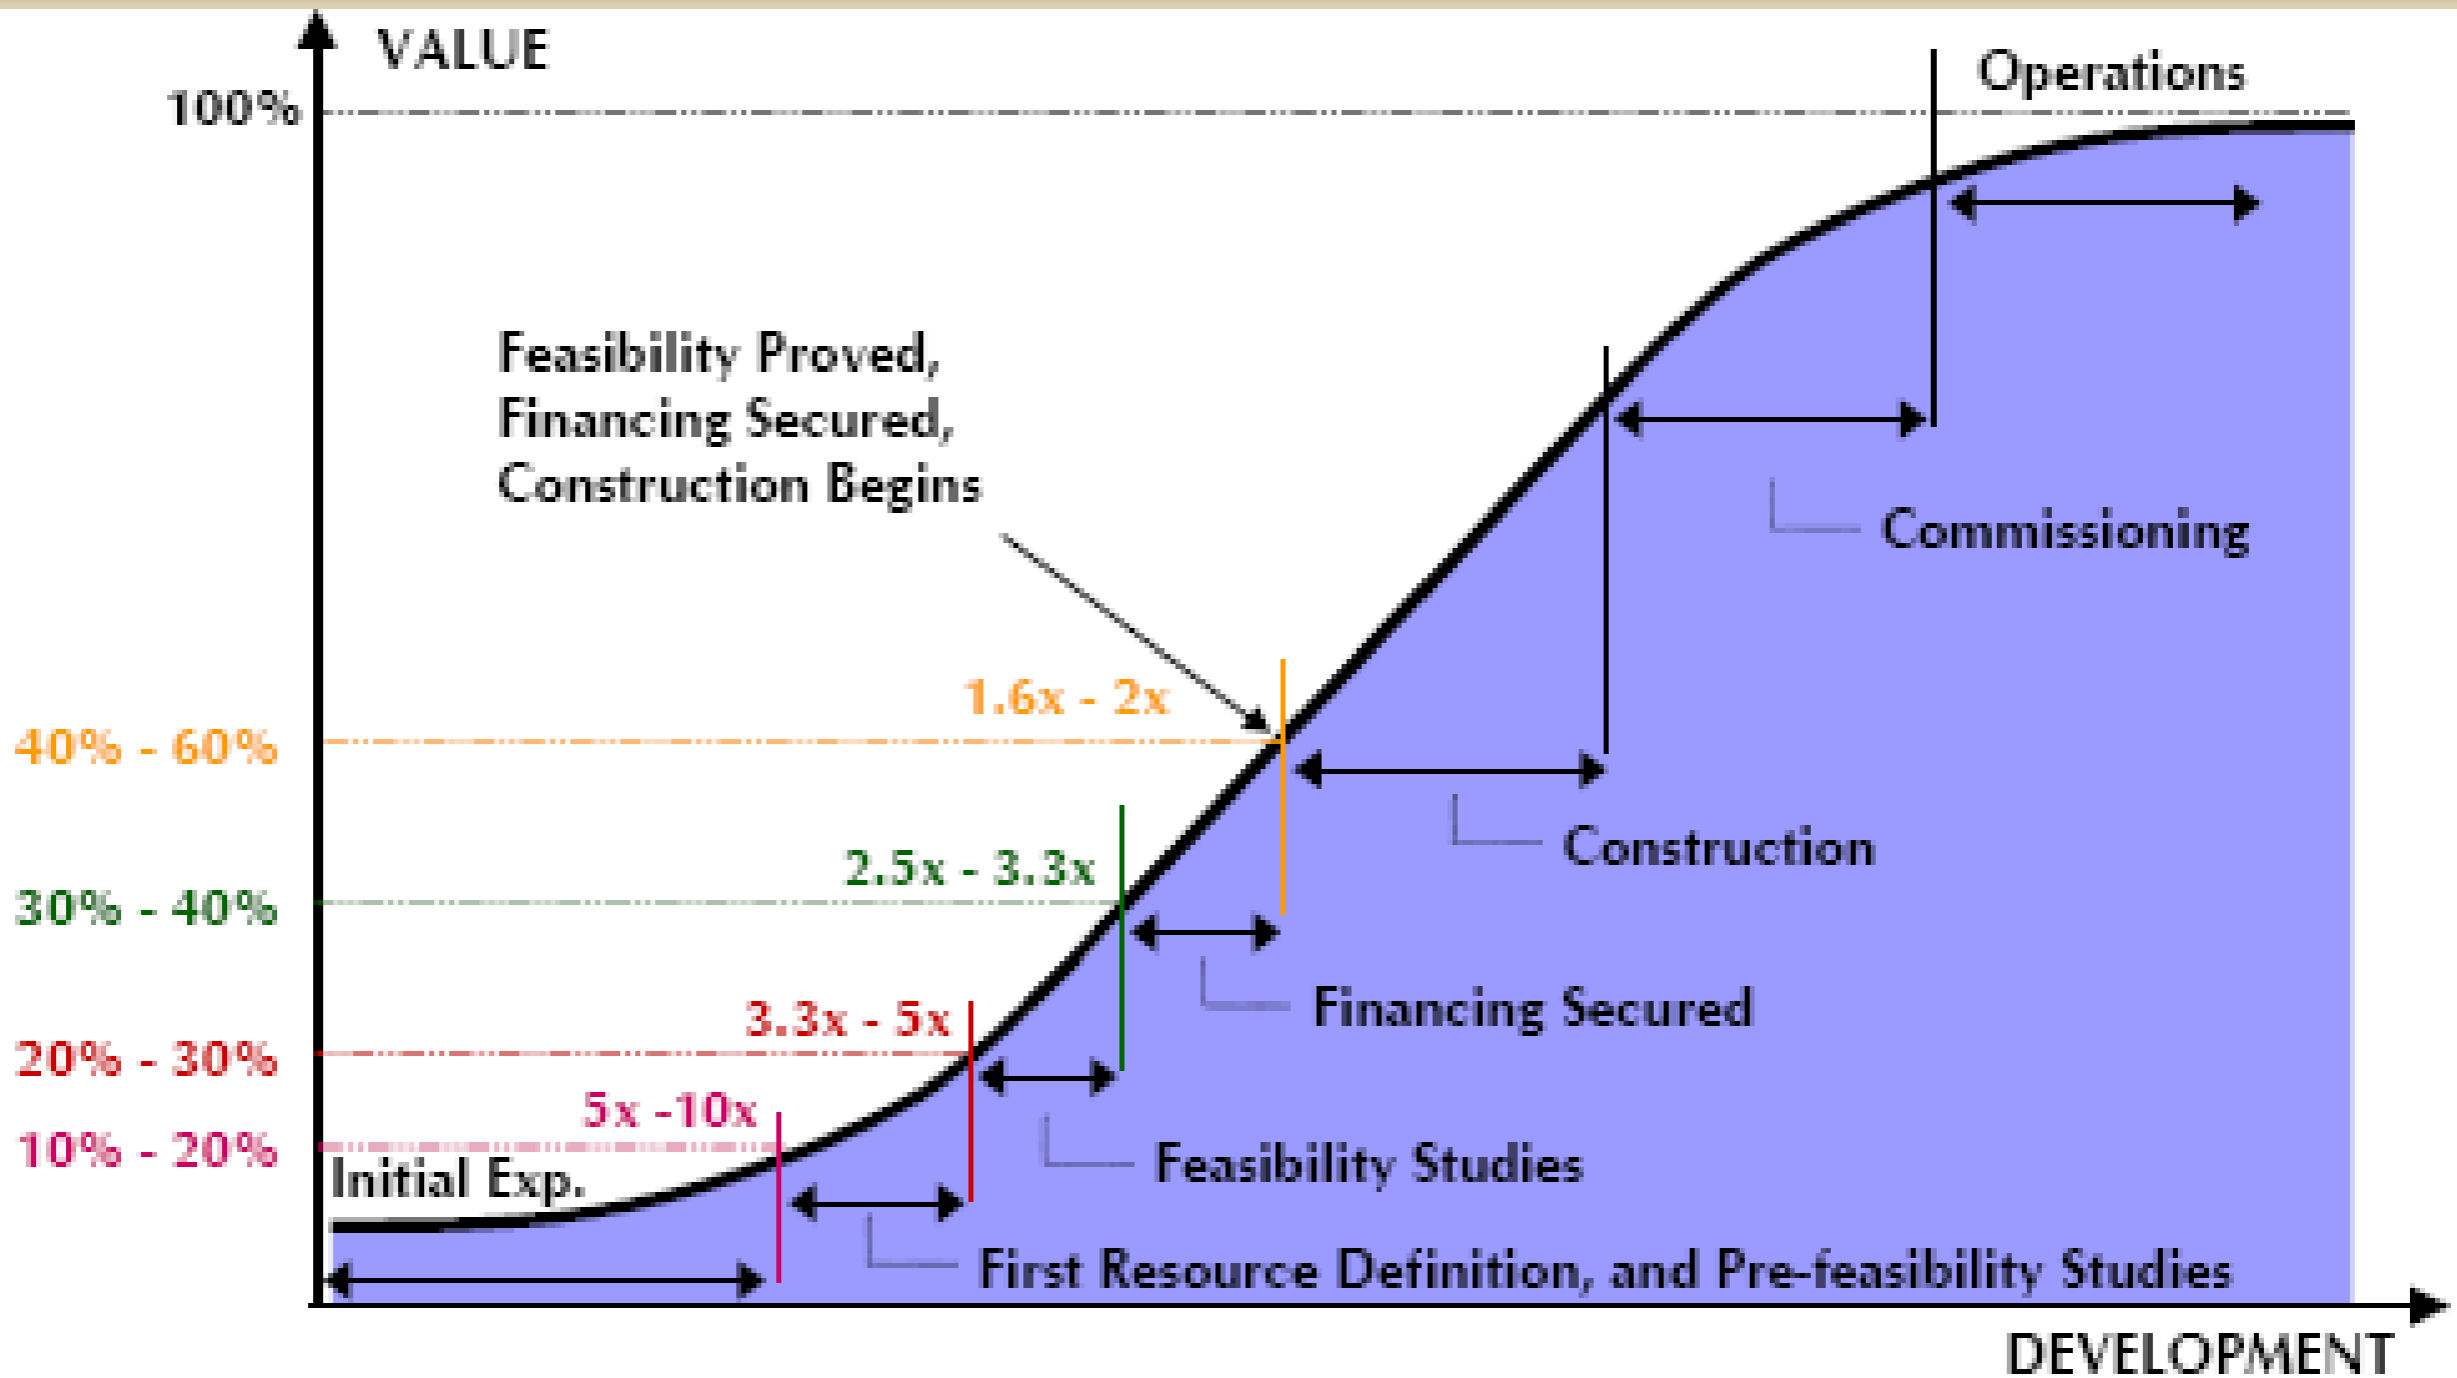 VALUE
100%
Operations
Feasibility Proved,
Financing Secured,
Construction Begins
Commissioning
1.6x - 2x
40% - 60%
Construction
2.5x - 3.3x
30% - 40%
Financing Secured
3.3x - 5x
20% - 30%
5x -10x
10% - 20%
Initial Exp.
Feasibility Studies
First Resource Definition, and Pre-feasibility Studies
DEVELOPMENT